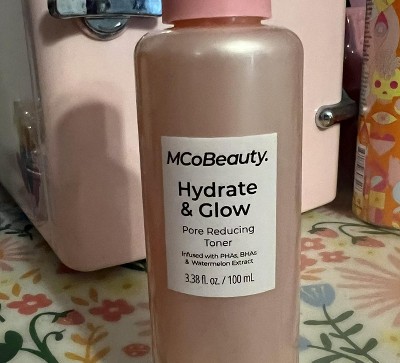 MCoBeauty.
Hydrate
& Glow
Pore Reducing
Toner
Infused with PHAs, BHAs
& Watermelon Extract
3.38 fl. oz. / 100 mL